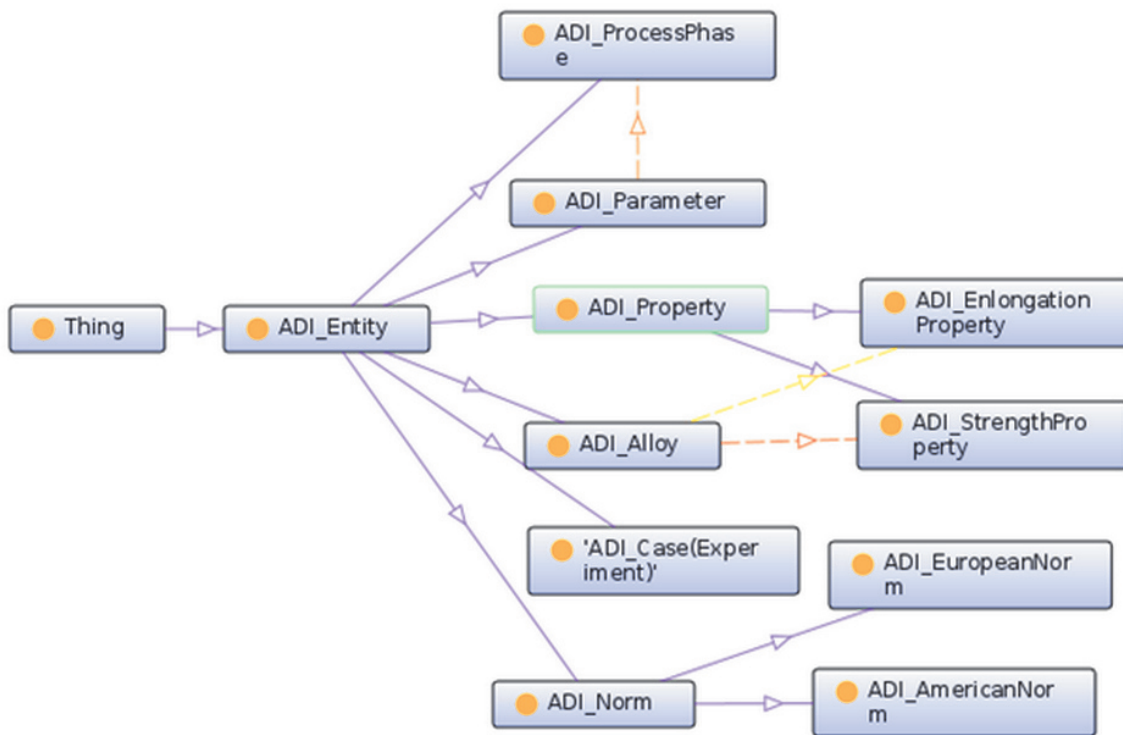 ADI_ProcessPhas
e
ADI_Parameter
Thing
ADI_Entity
ADI_Property
ADI_Enlongation
Property
ADI_Alloy
ADI_StrengthPro
perty
'ADI_Case(Exper
iment)'
ADI_EuropeanNor
m
ADI_Norm
ADI_AmericanNor
m